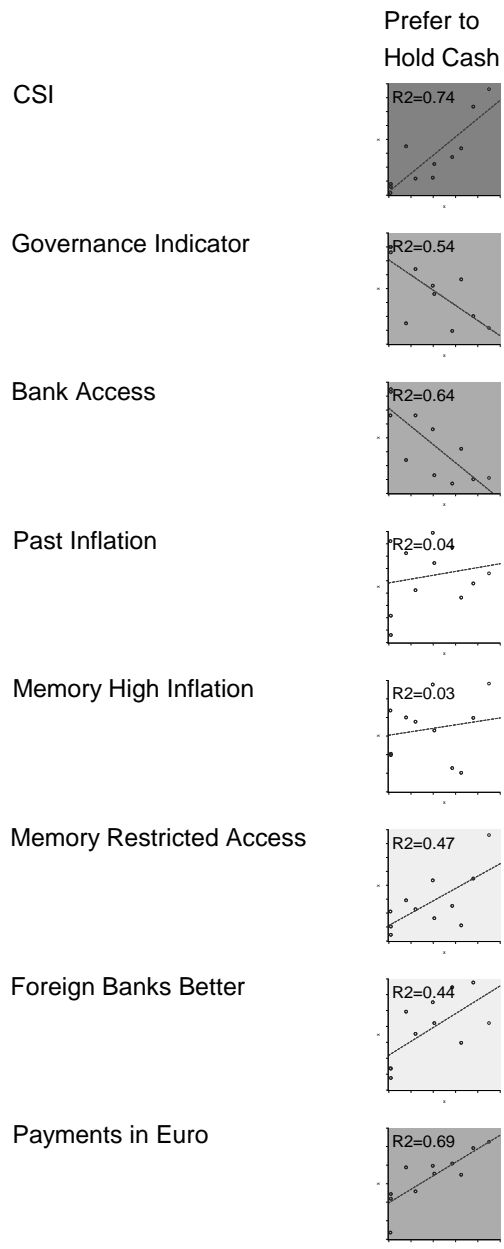 Prefer to
Hold Cash
CSI
R2=0.74
x
x
Governance Indicator
R2=0.54
x
x
Bank Access
R2=0.64
x
x
Past Inflation
R2=0.04
x
x
Memory High Inflation
R2=0.03
x
x
Memory Restricted Access
R2=0.47
x
x
Foreign Banks Better
R2=0.44
x
x
Payments in Euro
R2=0.69
x